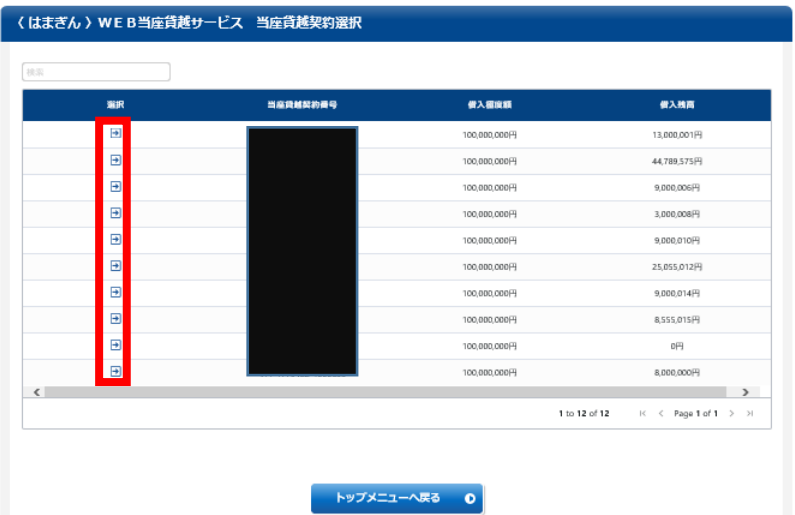 〈はまぎん〉ＷＥＢ当座貸越サービス　当座貸越契約選択
検索
選択 当座貸越契約番号 借入極度額 借入残高
100,000,000円 13,000,001円
100,000,000円 44,789,575円
100,000,000円 9,000,006円
100,000,000円 3,000,008円
100,000,000円 9,000,010円
100,000,000円 25,055,012円
100,000,000円 9,000,014円
100,000,000円 8,555,015円
100,000,000円 0円
100,000,000円 8,000,000円
1 to 12 of 12 Page 1 of 1
トップメニューへ戻る